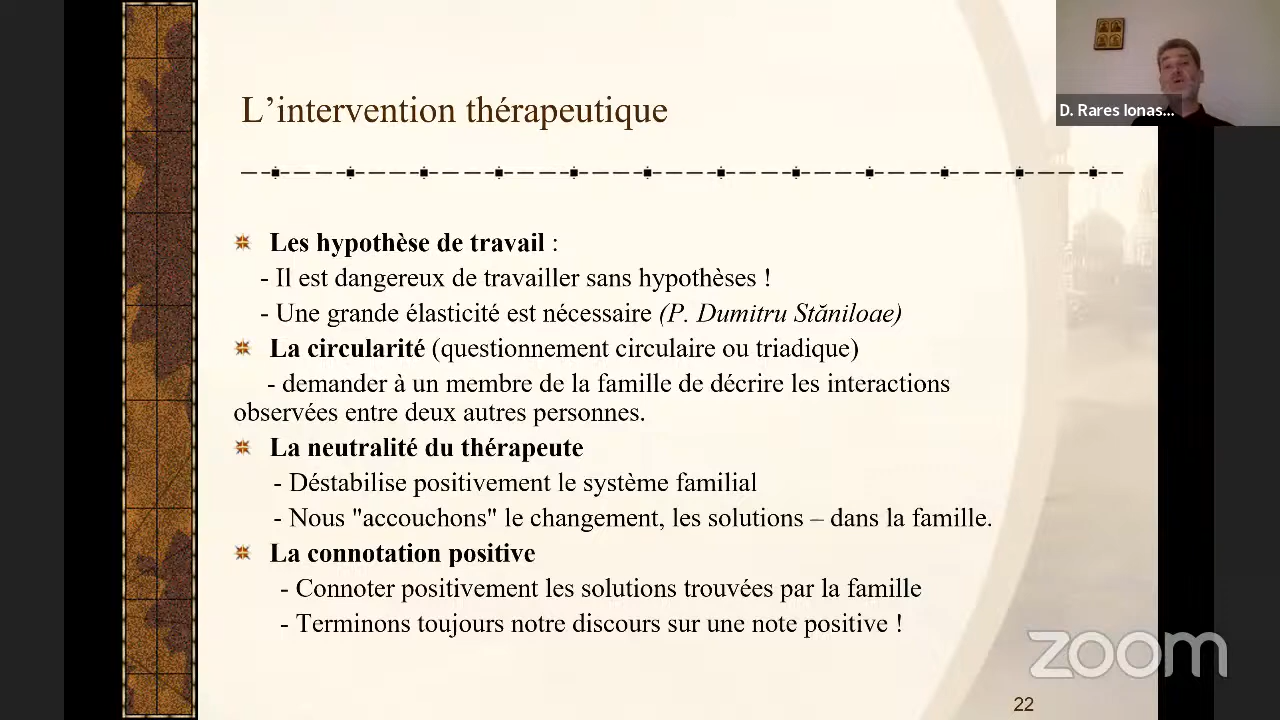 L’intervention thérapeutique
D. Rares Ionas...
Les hypothèse de travail :
- Il est dangereux de travailler sans hypothèses !
- Une grande élasticité est nécessaire (P. Dumitru Stăniloae)
La circularité (questionnement circulaire ou triadique)
- demander à un membre de la famille de décrire les interactions
observées entre deux autres personnes.
La neutralité du thérapeute
- Déstabilise positivement le système familial
- Nous "accouchons" le changement, les solutions – dans la famille.
La connotation positive
- Connoter positivement les solutions trouvées par la famille
- Terminons toujours notre discours sur une note positive !
zoom
22